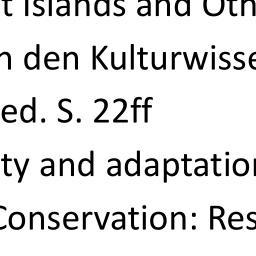 t Islands and Oth
n den Kulturwisse
ed. S. 22ff
ty and adaptation
Conservation: Res